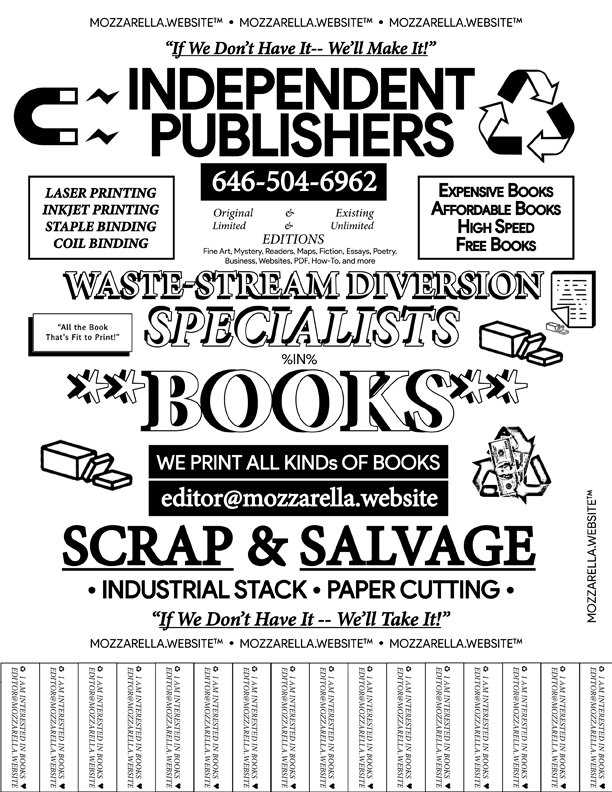 MOZZARELLA.WEBSITE™ • MOZZARELLA.WEBSITE™ • MOZZARELLA.WEBSITE™
“If We Don’t Have It-- We’ll Make It!”
INDEPENDENT
PUBLISHERS
646-504-6962
LASER PRINTING
INKJET PRINTING
STAPLE BINDING
COIL BINDING
Original & Existing
Limited & Unlimited
EDITIONS
Fine Art, Mystery, Readers, Maps, Fiction, Essays, Poetry.
Business, Websites, PDF, How-To, and more
EXPENSIVE BOOKS
AFFORDABLE BOOKS
HIGH SPEED
FREE BOOKS
WASTE-STREAM DIVERSION
SPECIALISTS
"All the Book
That's Fit to Print!"
%IN%
**BOOKS**
WE PRINT ALL KINDs OF BOOKS
editor@mozzarella.website
MOZZARELLA.WEBSITE™
SCRAP & SALVAGE
• INDUSTRIAL STACK • PAPER CUTTING •
“If We Don’t Have It -- We’ll Take It!”
MOZZARELLA.WEBSITE™ • MOZZARELLA.WEBSITE™ • MOZZARELLA.WEBSITE™
♻ I AM INTERESTED IN BOOKS ♥
EDITOR@MOZZARELLA.WEBSITE
♻ I AM INTERESTED IN BOOKS ♥
EDITOR@MOZZARELLA.WEBSITE
♻ I AM INTERESTED IN BOOKS ♥
EDITOR@MOZZARELLA.WEBSITE
♻ I AM INTERESTED IN BOOKS ♥
EDITOR@MOZZARELLA.WEBSITE
♻ I AM INTERESTED IN BOOKS ♥
EDITOR@MOZZARELLA.WEBSITE
♻ I AM INTERESTED IN BOOKS ♥
EDITOR@MOZZARELLA.WEBSITE
♻ I AM INTERESTED IN BOOKS ♥
EDITOR@MOZZARELLA.WEBSITE
♻ I AM INTERESTED IN BOOKS ♥
EDITOR@MOZZARELLA.WEBSITE
♻ I AM INTERESTED IN BOOKS ♥
EDITOR@MOZZARELLA.WEBSITE
♻ I AM INTERESTED IN BOOKS ♥
EDITOR@MOZZARELLA.WEBSITE
♻ I AM INTERESTED IN BOOKS ♥
EDITOR@MOZZARELLA.WEBSITE
♻ I AM INTERESTED IN BOOKS ♥
EDITOR@MOZZARELLA.WEBSITE
♻ I AM INTERESTED IN BOOKS ♥
EDITOR@MOZZARELLA.WEBSITE